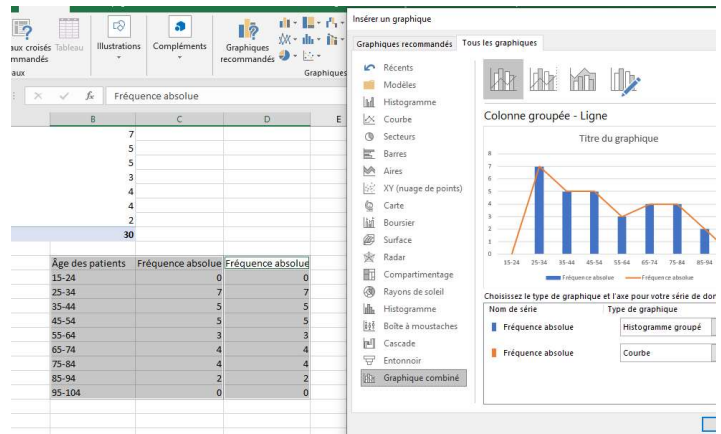 Insérer un graphique
aux croisés
mmandés
Tableau
Illustrations
Compléments
Graphiques
recommandés
aux
Graphiques
Graphiques recommandés
Tous les graphiques
fx
Fréquence absolue
B C D E
7
5
5
3
4
4
2
30
Âge des patients Fréquence absolue Fréquence absolue
15-24 0 0
25-34 7 7
35-44 5 5
45-54 5 5
55-64 3 3
65-74 4 4
75-84 4 4
85-94 2 2
95-104 0 0
Récents
Modèles
Histogramme
Courbe
Secteurs
Barres
Aires
XY (nuage de points)
Carte
Boursier
Surface
Radar
Compartimentage
Rayons de soleil
Histogramme
Boîte à moustaches
Cascade
Entonnoir
Graphique combiné
Colonne groupée - Ligne
Titre du graphique
8
7
6
5
4
3
2
1
0
15-24 25-34 35-44 45-54 55-64 65-74 75-84 85-94
Fréquence absolue Fréquence absolue
Choisissez le type de graphique et l'axe pour votre série de don
Nom de série Type de graphique
Fréquence absolue Histogramme groupé
Fréquence absolue Courbe